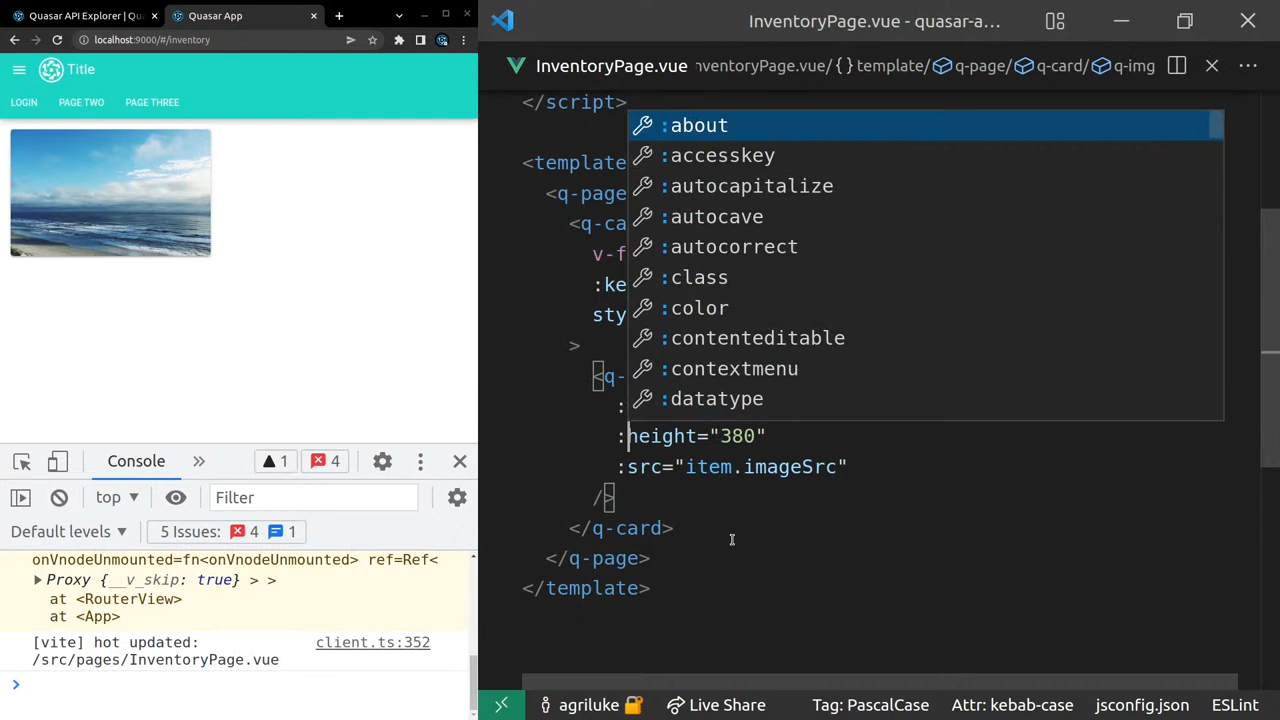 Quasar API Explorer | Qua
Quasar App
localhost:9000/#/inventory
Title
LOGIN
PAGE TWO
PAGE THREE
Console
1
4
top
Filter
Default levels
5 Issues:
4
1
onVnodeUnmounted=fn<onVnodeUnmounted> ref=Ref<
Proxy {__v_skip: true} > >
at <RouterView>
at <App>
[vite] hot updated:
client.ts:352
/src/pages/InventoryPage.vue
InventoryPage.vue - quasar-a...
InventoryPage.vue
nventoryPage.vue/
{}
template/
q-page/
q-card/
q-img
</script>
<template
<q-page
<q-ca
v-f
:ke
sty
>
<q-
:
:height="380"
:src="item.imageSrc"
/>
</q-card>
</q-page>
</template>
:about
:accesskey
:autocapitalize
:autocave
:autocorrect
:class
:color
:contenteditable
:contextmenu
:datatype
agriluke
Live Share
Tag: PascalCase
Attr: kebab-case
jsconfig.json
ESLint